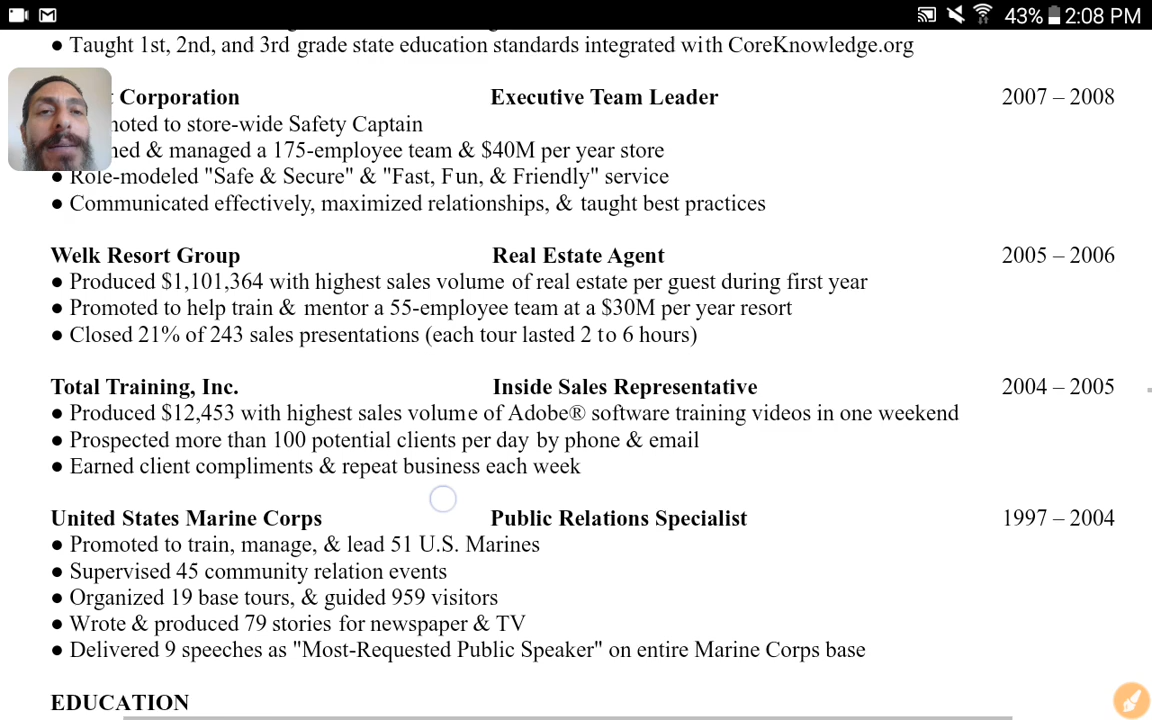 43% 2:08 PM
● Taught 1st, 2nd, and 3rd grade state education standards integrated with CoreKnowledge.org
Corporation Executive Team Leader 2007 – 2008
to store-wide Safety Captain
& managed a 175-employee team & $40M per year store
● Role-modeled "Safe & Secure" & "Fast, Fun, & Friendly" service
● Communicated effectively, maximized relationships, & taught best practices
Welk Resort Group Real Estate Agent 2005 – 2006
● Produced $1,101,364 with highest sales volume of real estate per guest during first year
● Promoted to help train & mentor a 55-employee team at a $30M per year resort
● Closed 21% of 243 sales presentations (each tour lasted 2 to 6 hours)
Total Training, Inc. Inside Sales Representative 2004 – 2005
● Produced $12,453 with highest sales volume of Adobe® software training videos in one weekend
● Prospected more than 100 potential clients per day by phone & email
● Earned client compliments & repeat business each week
United States Marine Corps Public Relations Specialist 1997 – 2004
● Promoted to train, manage, & lead 51 U.S. Marines
● Supervised 45 community relation events
● Organized 19 base tours, & guided 959 visitors
● Wrote & produced 79 stories for newspaper & TV
● Delivered 9 speeches as "Most-Requested Public Speaker" on entire Marine Corps base
EDUCATION